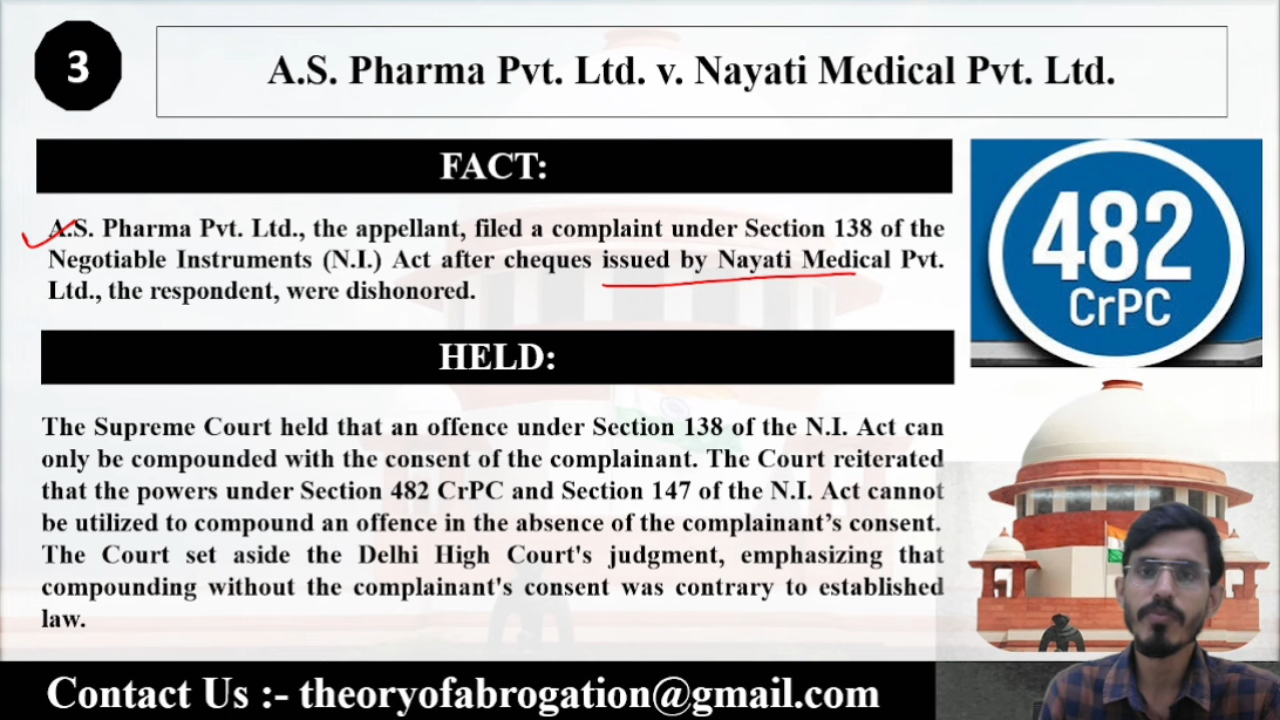 3
A.S. Pharma Pvt. Ltd. v. Nayati Medical Pvt. Ltd.
FACT:
A.S. Pharma Pvt. Ltd., the appellant, filed a complaint under Section 138 of the
Negotiable Instruments (N.I.) Act after cheques issued by Nayati Medical Pvt.
Ltd., the respondent, were dishonored.
482
CrPC
HELD:
The Supreme Court held that an offence under Section 138 of the N.I. Act can
only be compounded with the consent of the complainant. The Court reiterated
that the powers under Section 482 CrPC and Section 147 of the N.I. Act cannot
be utilized to compound an offence in the absence of the complainant’s consent.
The Court set aside the Delhi High Court's judgment, emphasizing that
compounding without the complainant's consent was contrary to established
law.
Contact Us :- theoryofabrogation@gmail.com